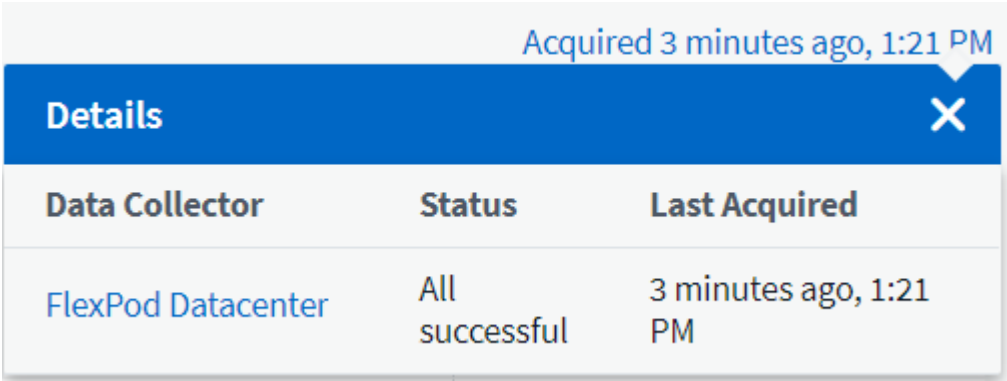 Acquired 3 minutes ago, 1:21 PM
Details
Data Collector Status Last Acquired
FlexPod Datacenter All successful 3 minutes ago, 1:21 PM